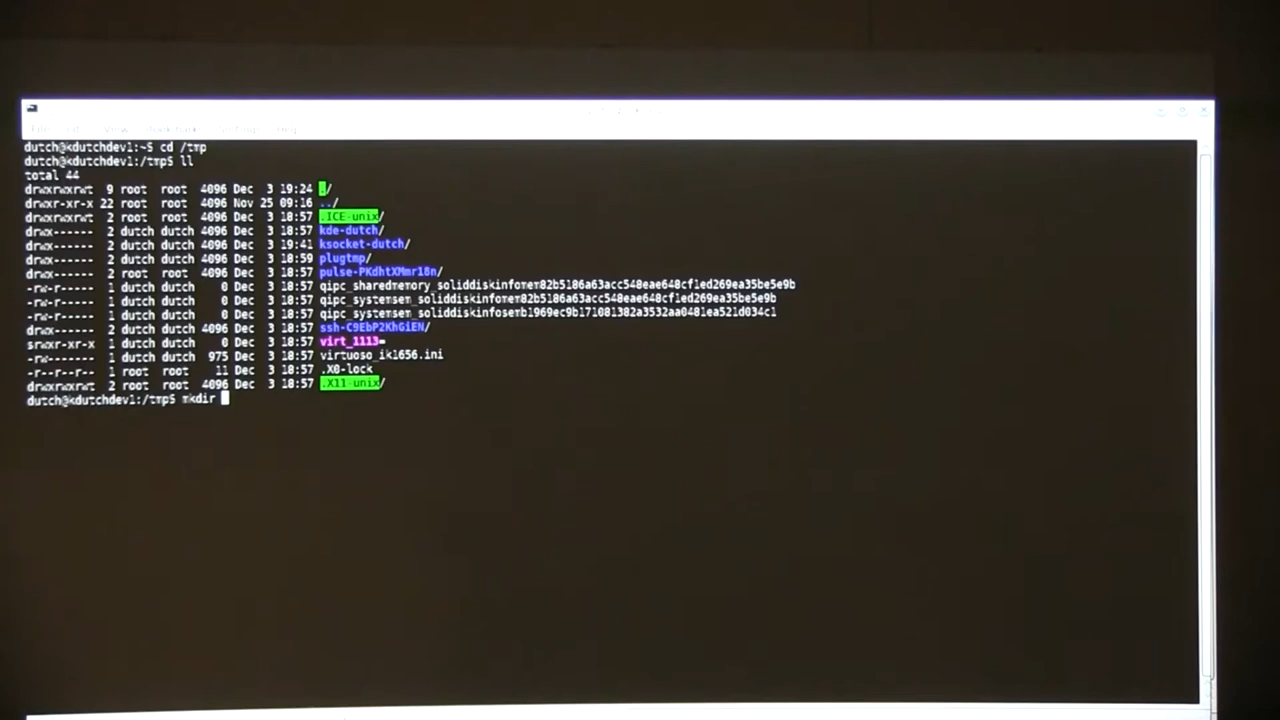 View
dutch@kdutchdev1:~$ cd /tmp
dutch@kdutchdev1:/tmp$ ll
total 44
drwxrwxrwt 9 root root 4096 Dec 3 19:24 ./
drwxr-xr-x 22 root root 4096 Nov 25 09:16 ../
drwxrwxrwt 2 root root 4096 Dec 3 18:57 .ICE-unix/
drwx------ 2 dutch dutch 4096 Dec 3 18:57 kde-dutch/
drwx------ 2 dutch dutch 4096 Dec 3 19:41 ksocket-dutch/
drwx------ 2 dutch dutch 4096 Dec 3 18:59 plugtmp/
drwx------ 2 root root 4096 Dec 3 18:57 pulse-PKdhtXMmr18n/
-rw-r----- 1 dutch dutch 0 Dec 3 18:57 qipc_sharedmemory_soliddiskinfomem82b5186a63acc548eae648cf1ed269ea35be5e9b
-rw-r----- 1 dutch dutch 0 Dec 3 18:57 qipc_systemsem_soliddiskinfomem82b5186a63acc548eae648cf1ed269ea35be5e9b
-rw-r----- 1 dutch dutch 0 Dec 3 18:57 qipc_systemsem_soliddiskinfosemb1969ec9b171081382a3532aa0481ea521d034c1
drwx------ 2 dutch dutch 4096 Dec 3 18:57 ssh-C9EbP2KhGiEN/
srwxr-xr-x 1 dutch dutch 0 Dec 3 18:57 virt_1113=
-rw------- 1 dutch dutch 975 Dec 3 18:57 virtuoso_ik1656.ini
-r--r--r-- 1 root root 11 Dec 3 18:57 .X0-lock
drwxrwxrwt 2 root root 4096 Dec 3 18:57 .X11-unix/
dutch@kdutchdev1:/tmp$ mkdir